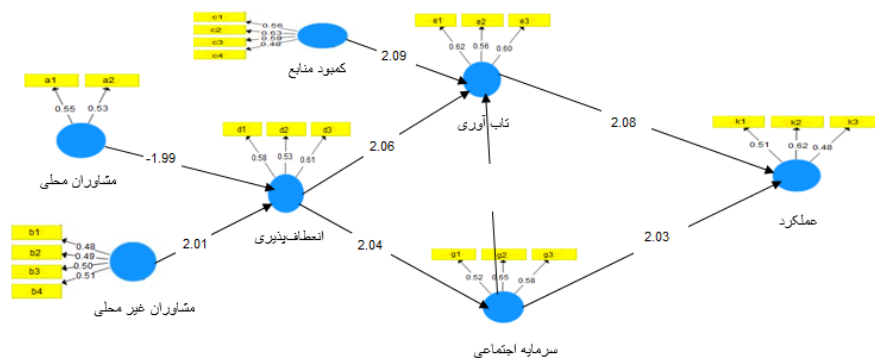 c1
c2
c3
c4
0.56
0.63
0.59
0.48
کمبود منابع
2.09
e1
e2
e3
0.62
0.56
0.60
تاب آوری
a1
a2
0.55
0.53
مشاوران محلی
-1.99
d1
d2
d3
0.58
0.53
0.61
انعطاف‌پذیری
2.06
2.08
k1
k2
k3
0.51
0.62
0.48
عملکرد
b1
b2
b3
b4
0.48
0.49
0.50
0.51
مشاوران غیر محلی
2.01
2.04
2.03
g1
g2
g3
0.52
0.65
0.58
سرمایه اجتماعی